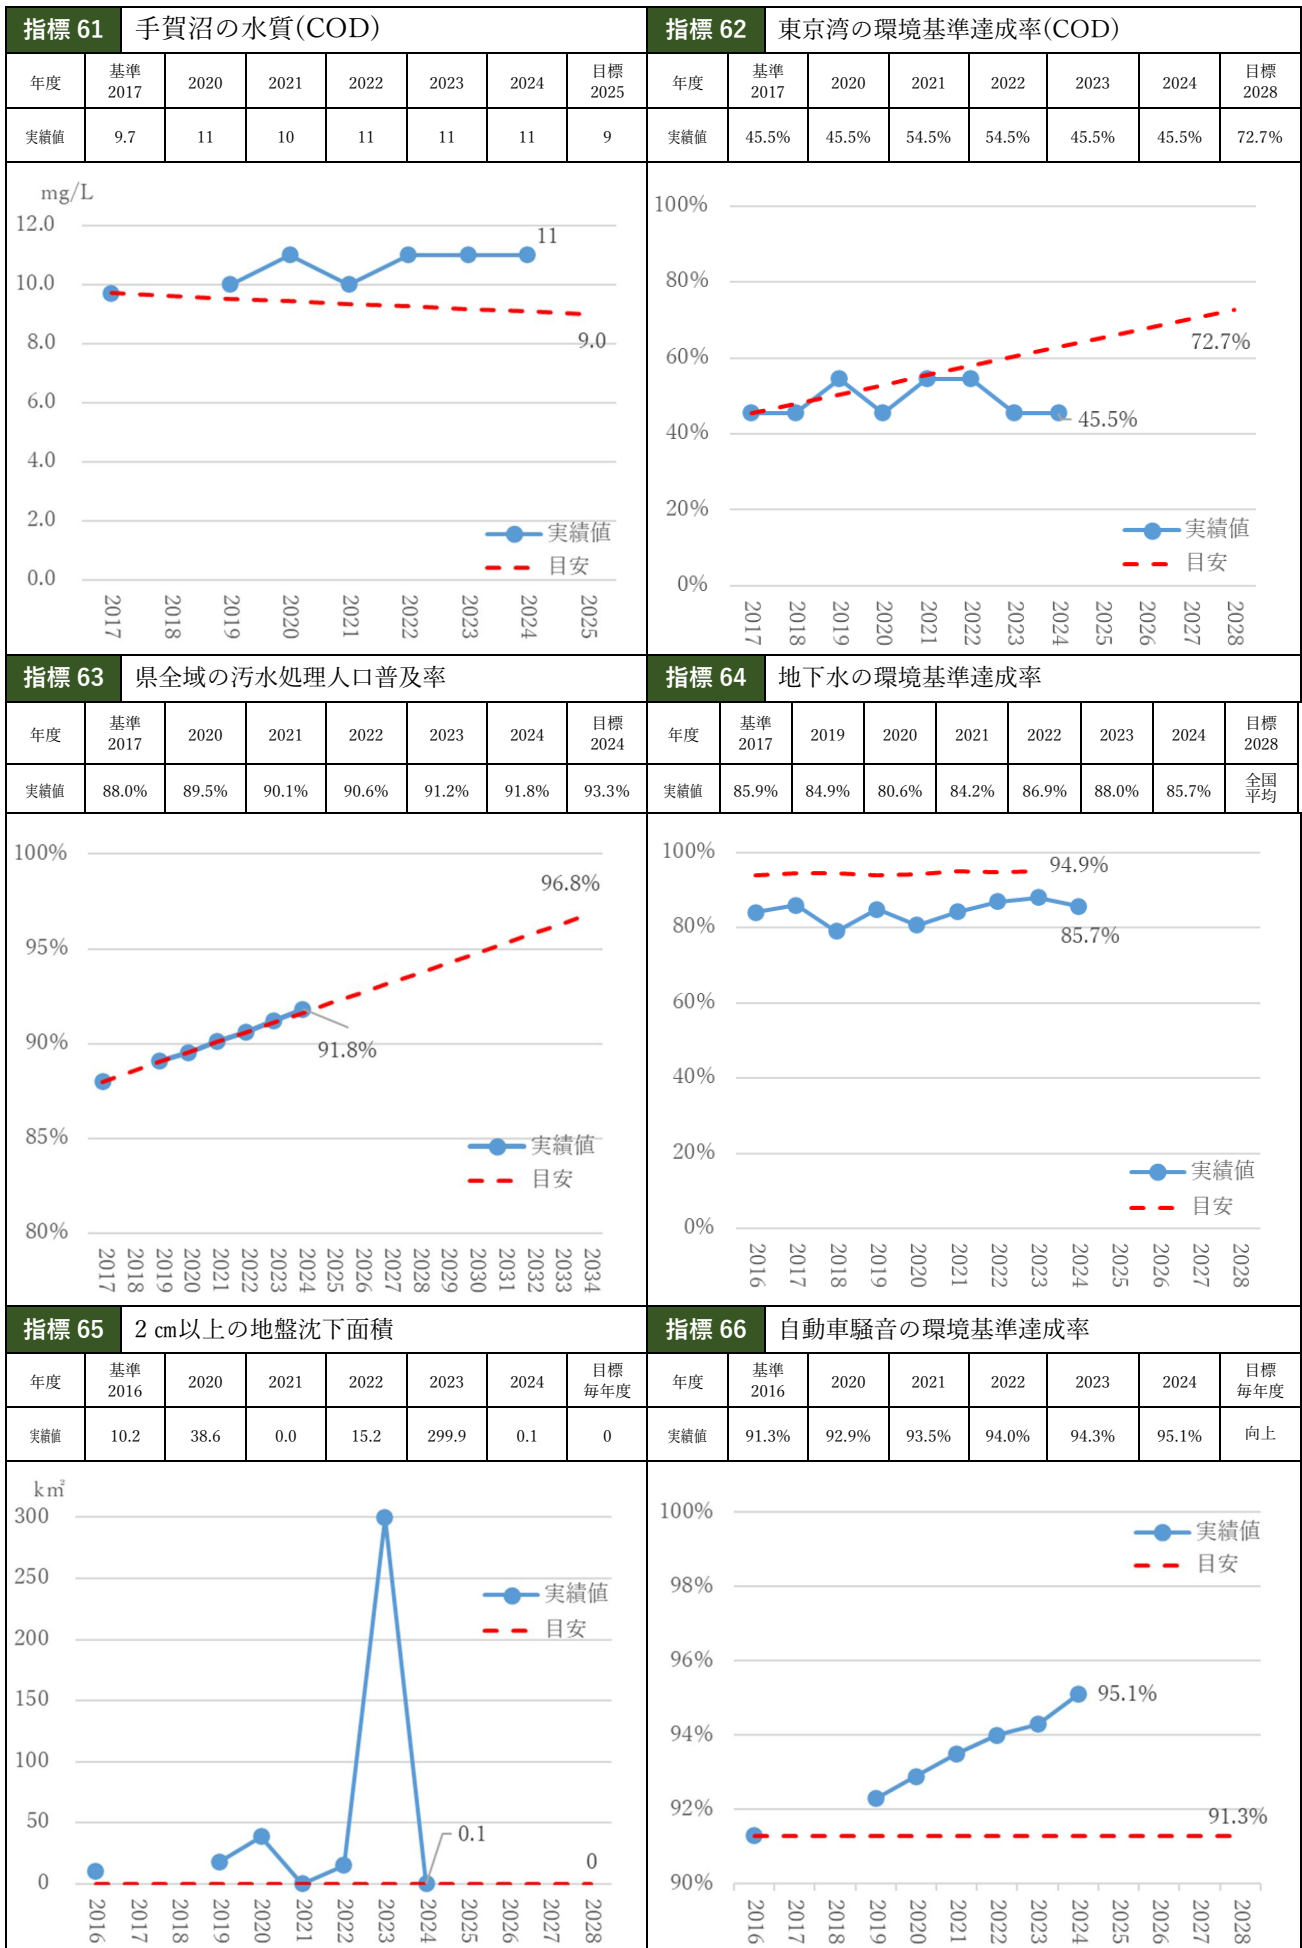 指標 61 手賀沼の水質(COD)
年度 基準 2017 2020 2021 2022 2023 2024 目標 2025
実績値 9.7 11 10 11 11 11 9
mg/L
12.0
10.0
8.0
6.0
4.0
2.0
0.0
11
9.0
実績値
目安
2017 2018 2019 2020 2021 2022 2023 2024 2025
指標 62 東京湾の環境基準達成率(COD)
年度 基準 2017 2020 2021 2022 2023 2024 目標 2028
実績値 45.5% 45.5% 54.5% 54.5% 45.5% 45.5% 72.7%
100%
80%
60%
40%
20%
0%
72.7%
45.5%
実績値
目安
2017 2018 2019 2020 2021 2022 2023 2024 2025 2026 2027 2028
指標 63 県全域の汚水処理人口普及率
年度 基準 2017 2020 2021 2022 2023 2024 目標 2024
実績値 88.0% 89.5% 90.1% 90.6% 91.2% 91.8% 93.3%
100%
95%
90%
85%
80%
96.8%
91.8%
実績値
目安
2017 2018 2019 2020 2021 2022 2023 2024 2025 2026 2027 2028 2029 2030 2031 2032 2033 2034
指標 64 地下水の環境基準達成率
年度 基準 2017 2019 2020 2021 2022 2023 2024 目標 2028
実績値 85.9% 84.9% 80.6% 84.2% 86.9% 88.0% 85.7% 全国 平均
100%
80%
60%
40%
20%
0%
94.9%
85.7%
実績値
目安
2016 2017 2018 2019 2020 2021 2022 2023 2024 2025 2026 2027 2028
指標 65 2 ㎝以上の地盤沈下面積
年度 基準 2016 2020 2021 2022 2023 2024 目標 毎年度
実績値 10.2 38.6 0.0 15.2 299.9 0.1 0
k㎡
300
250
200
150
100
50
0
実績値
目安
0.1
0
2016 2017 2018 2019 2020 2021 2022 2023 2024 2025 2026 2027 2028
指標 66 自動車騒音の環境基準達成率
年度 基準 2016 2020 2021 2022 2023 2024 目標 毎年度
実績値 91.3% 92.9% 93.5% 94.0% 94.3% 95.1% 向上
100%
98%
96%
94%
92%
90%
実績値
目安
95.1%
91.3%
2016 2017 2018 2019 2020 2021 2022 2023 2024 2025 2026 2027 2028